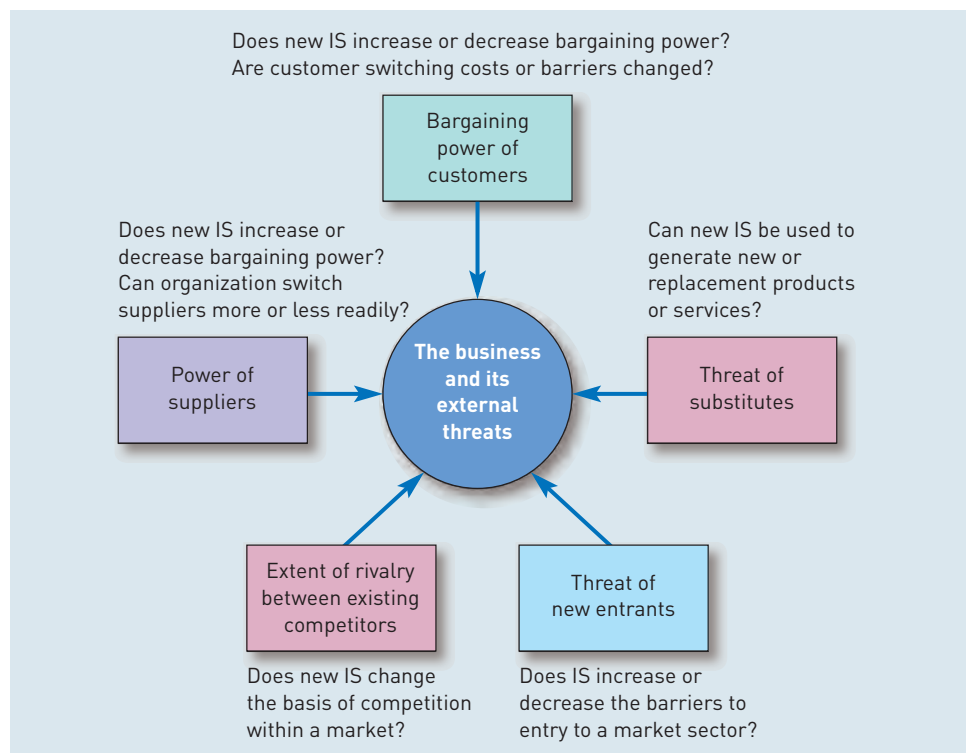 Does new IS increase or decrease bargaining power?
Are customer switching costs or barriers changed?
Bargaining
power of
customers
Does new IS increase or
decrease bargaining power?
Can organization switch
suppliers more or less readily?
Can new IS be used to
generate new or
replacement products
or services?
Power of
suppliers
The business
and its
external
threats
Threat of
substitutes
Extent of rivalry
between existing
competitors
Threat of
new entrants
Does new IS change
the basis of competition
within a market?
Does IS increase or
decrease the barriers to
entry to a market sector?